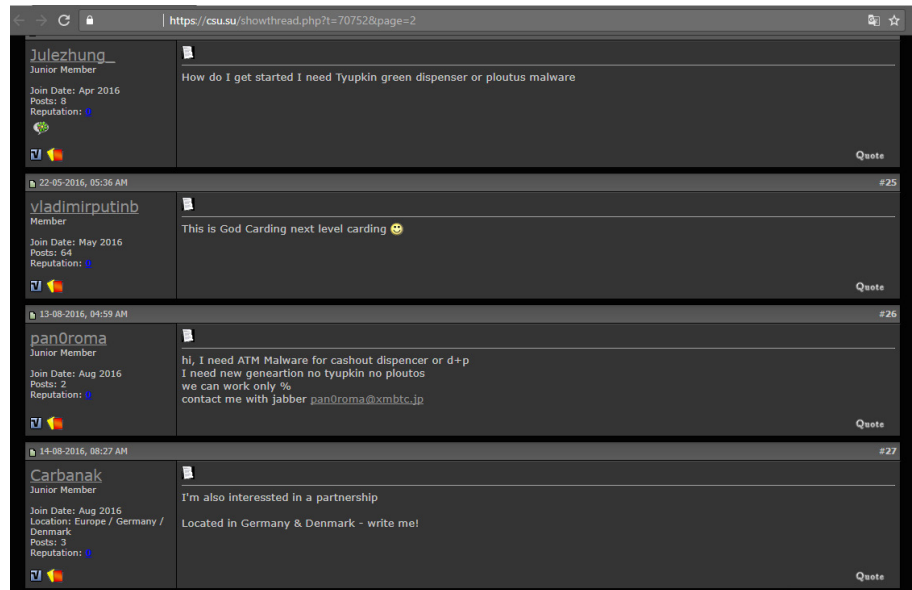 https://csu.su/showthread.php?t=70752&page=2
Julezhung_
Junior Member
Join Date: Apr 2016
Posts: 8
Reputation: 0
How do I get started I need Tyupkin green dispenser or ploutus malware
Quote
22-05-2016, 05:36 AM
#25
vladimirputinb
Member
Join Date: May 2016
Posts: 64
Reputation: 0
This is God Carding next level carding
Quote
13-08-2016, 04:59 AM
#26
pan0roma
Junior Member
Join Date: Aug 2016
Posts: 2
Reputation: 0
hi, I need ATM Malware for cashout dispencer or d+p
I need new geneartion no tyupkin no ploutos
we can work only %
contact me with jabber pan0roma@xmbtc.jp
Quote
14-08-2016, 08:27 AM
#27
Carbanak
Junior Member
Join Date: Aug 2016
Location: Europe / Germany /
Denmark
Posts: 3
Reputation: 0
I'm also interessted in a partnership
Located in Germany & Denmark - write me!
Quote